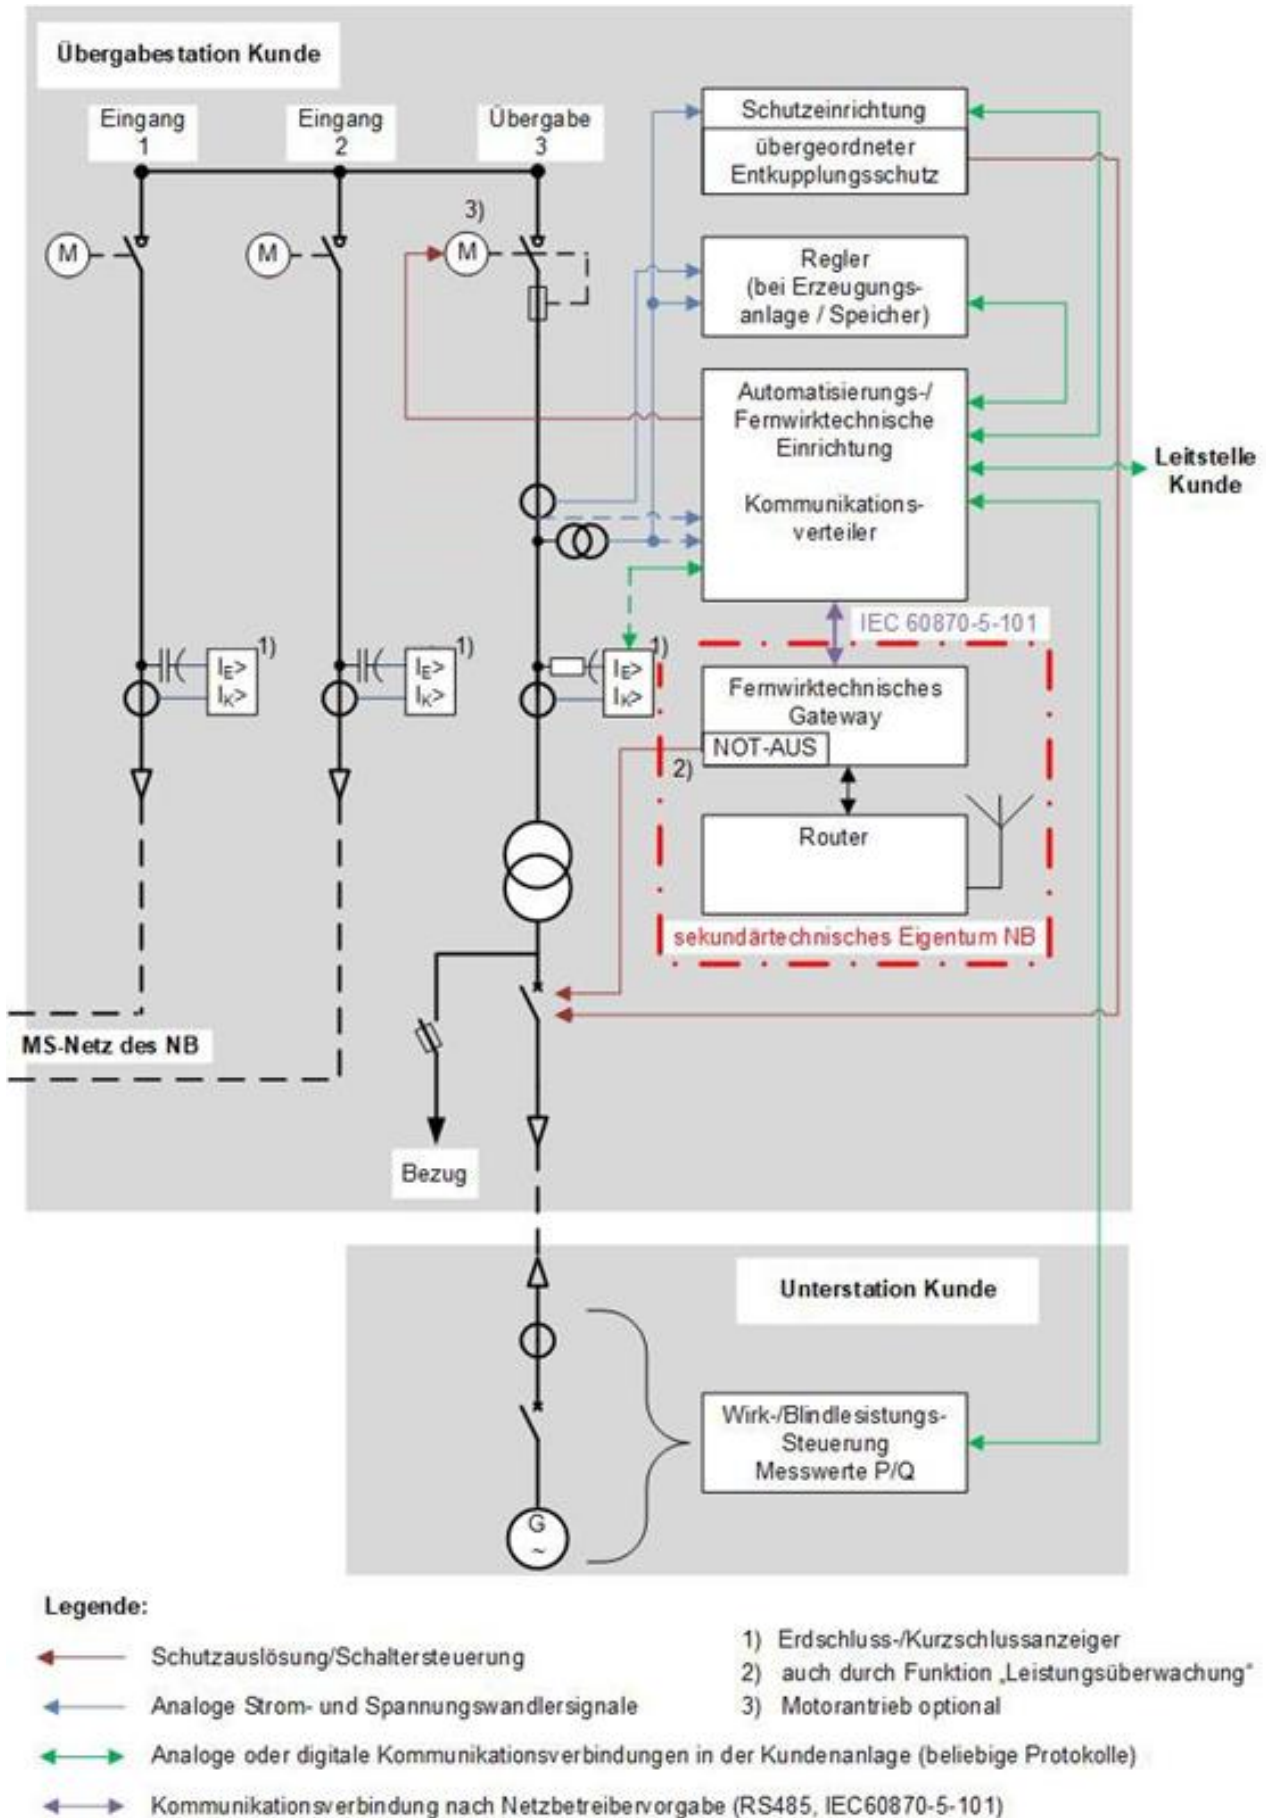 Übergabestation Kunde
Eingang
1
Eingang
2
Übergabe
3
Schutzeinrichtung
übergeordneter
Entkupplungsschutz
3)
M
M
M
Regler
(bei Erzeugungs-
anlage / Speicher)
Automatisierungs-/
Fernwirktechnische
Einrichtung
Kommunikations-
verteiler
Leitstelle
Kunde
IEC 60870-5-101
1)
IE>
IK>
1)
IE>
IK>
1)
IE>
IK>
Fernwirktechnisches
Gateway
NOT-AUS
2)
Router
sekundärtechnisches Eigentum NB
MS-Netz des NB
Bezug
Unterstation Kunde
Wirk-/Blindlesistungs-
Steuerung
Messwerte P/Q
G
~
Legende:
Schutzauslösung/Schaltersteuerung
Analoge Strom- und Spannungswandlersignale
1) Erdschluss-/Kurzschlussanzeiger
2) auch durch Funktion „Leistungsüberwachung“
3) Motorantrieb optional
Analoge oder digitale Kommunikationsverbindungen in der Kundenanlage (beliebige Protokolle)
Kommunikationsverbindung nach Netzbetreibervorgabe (RS485, IEC60870-5-101)